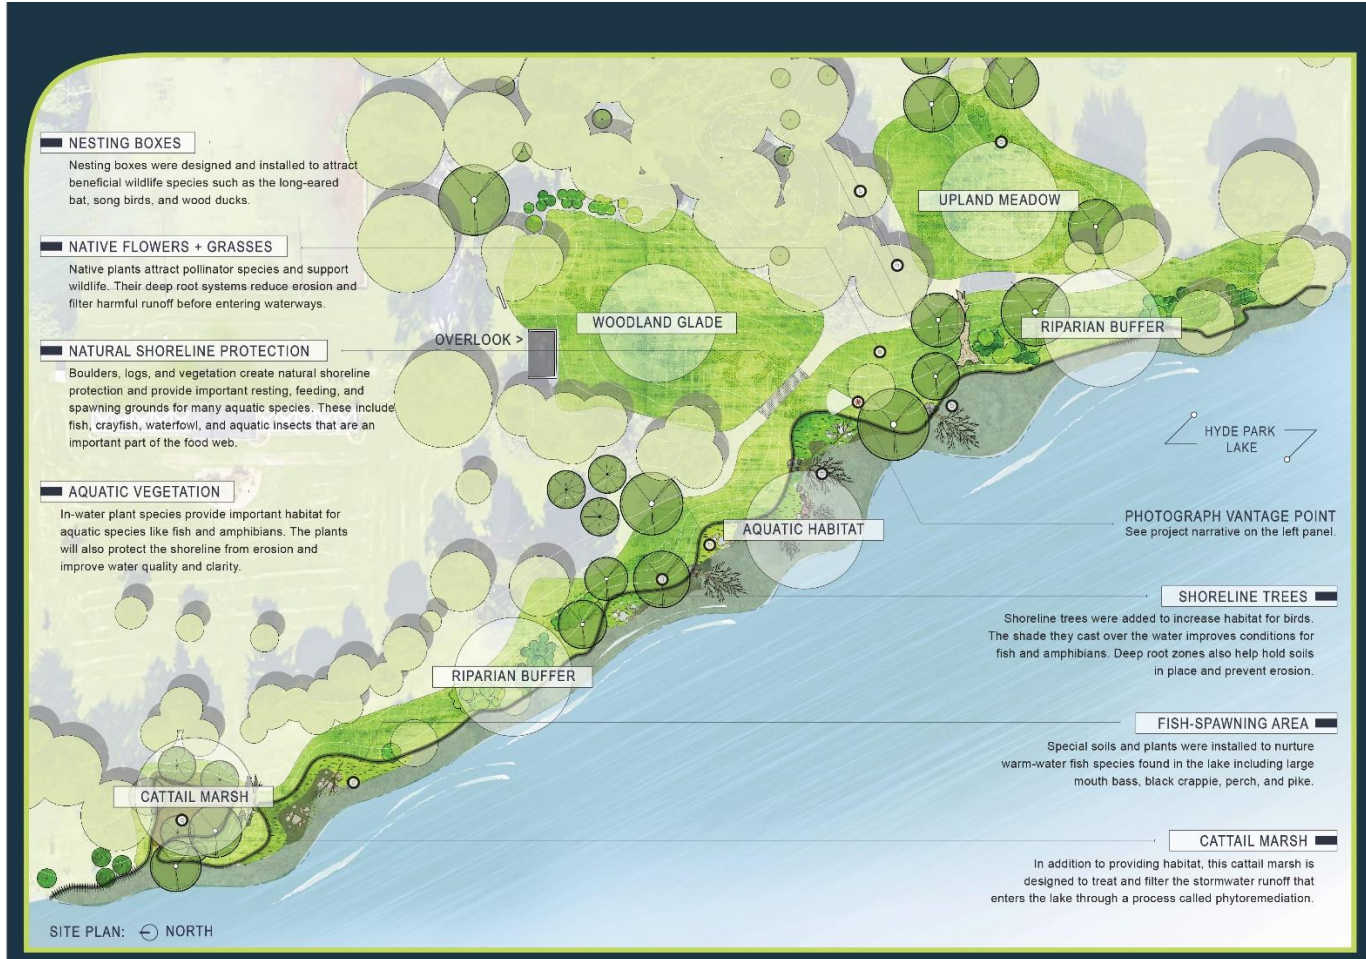 NESTING BOXES
Nesting boxes were designed and installed to attract
beneficial wildlife species such as the long-eared
bat, song birds, and wood ducks.
NATIVE FLOWERS + GRASSES
Native plants attract pollinator species and support
wildlife. Their deep root systems reduce erosion and
filter harmful runoff before entering waterways.
NATURAL SHORELINE PROTECTION
Boulders, logs, and vegetation create natural shoreline
protection and provide important resting, feeding, and
spawning grounds for many aquatic species. These include
fish, crayfish, waterfowl, and aquatic insects that are an
important part of the food web.
AQUATIC VEGETATION
In-water plant species provide important habitat for
aquatic species like fish and amphibians. The plants
will also protect the shoreline from erosion and
improve water quality and clarity.
UPLAND MEADOW
WOODLAND GLADE
OVERLOOK >
RIPARIAN BUFFER
HYDE PARK
LAKE
AQUATIC HABITAT
PHOTOGRAPH VANTAGE POINT
See project narrative on the left panel.
SHORELINE TREES
Shoreline trees were added to increase habitat for birds.
The shade they cast over the water improves conditions for
fish and amphibians. Deep root zones also help hold soils
in place and prevent erosion.
RIPARIAN BUFFER
FISH-SPAWNING AREA
Special soils and plants were installed to nurture
warm-water fish species found in the lake including large
mouth bass, black crappie, perch, and pike.
CATTAIL MARSH
CATTAIL MARSH
In addition to providing habitat, this cattail marsh is
designed to treat and filter the stormwater runoff that
enters the lake through a process called phytoremediation.
SITE PLAN: NORTH